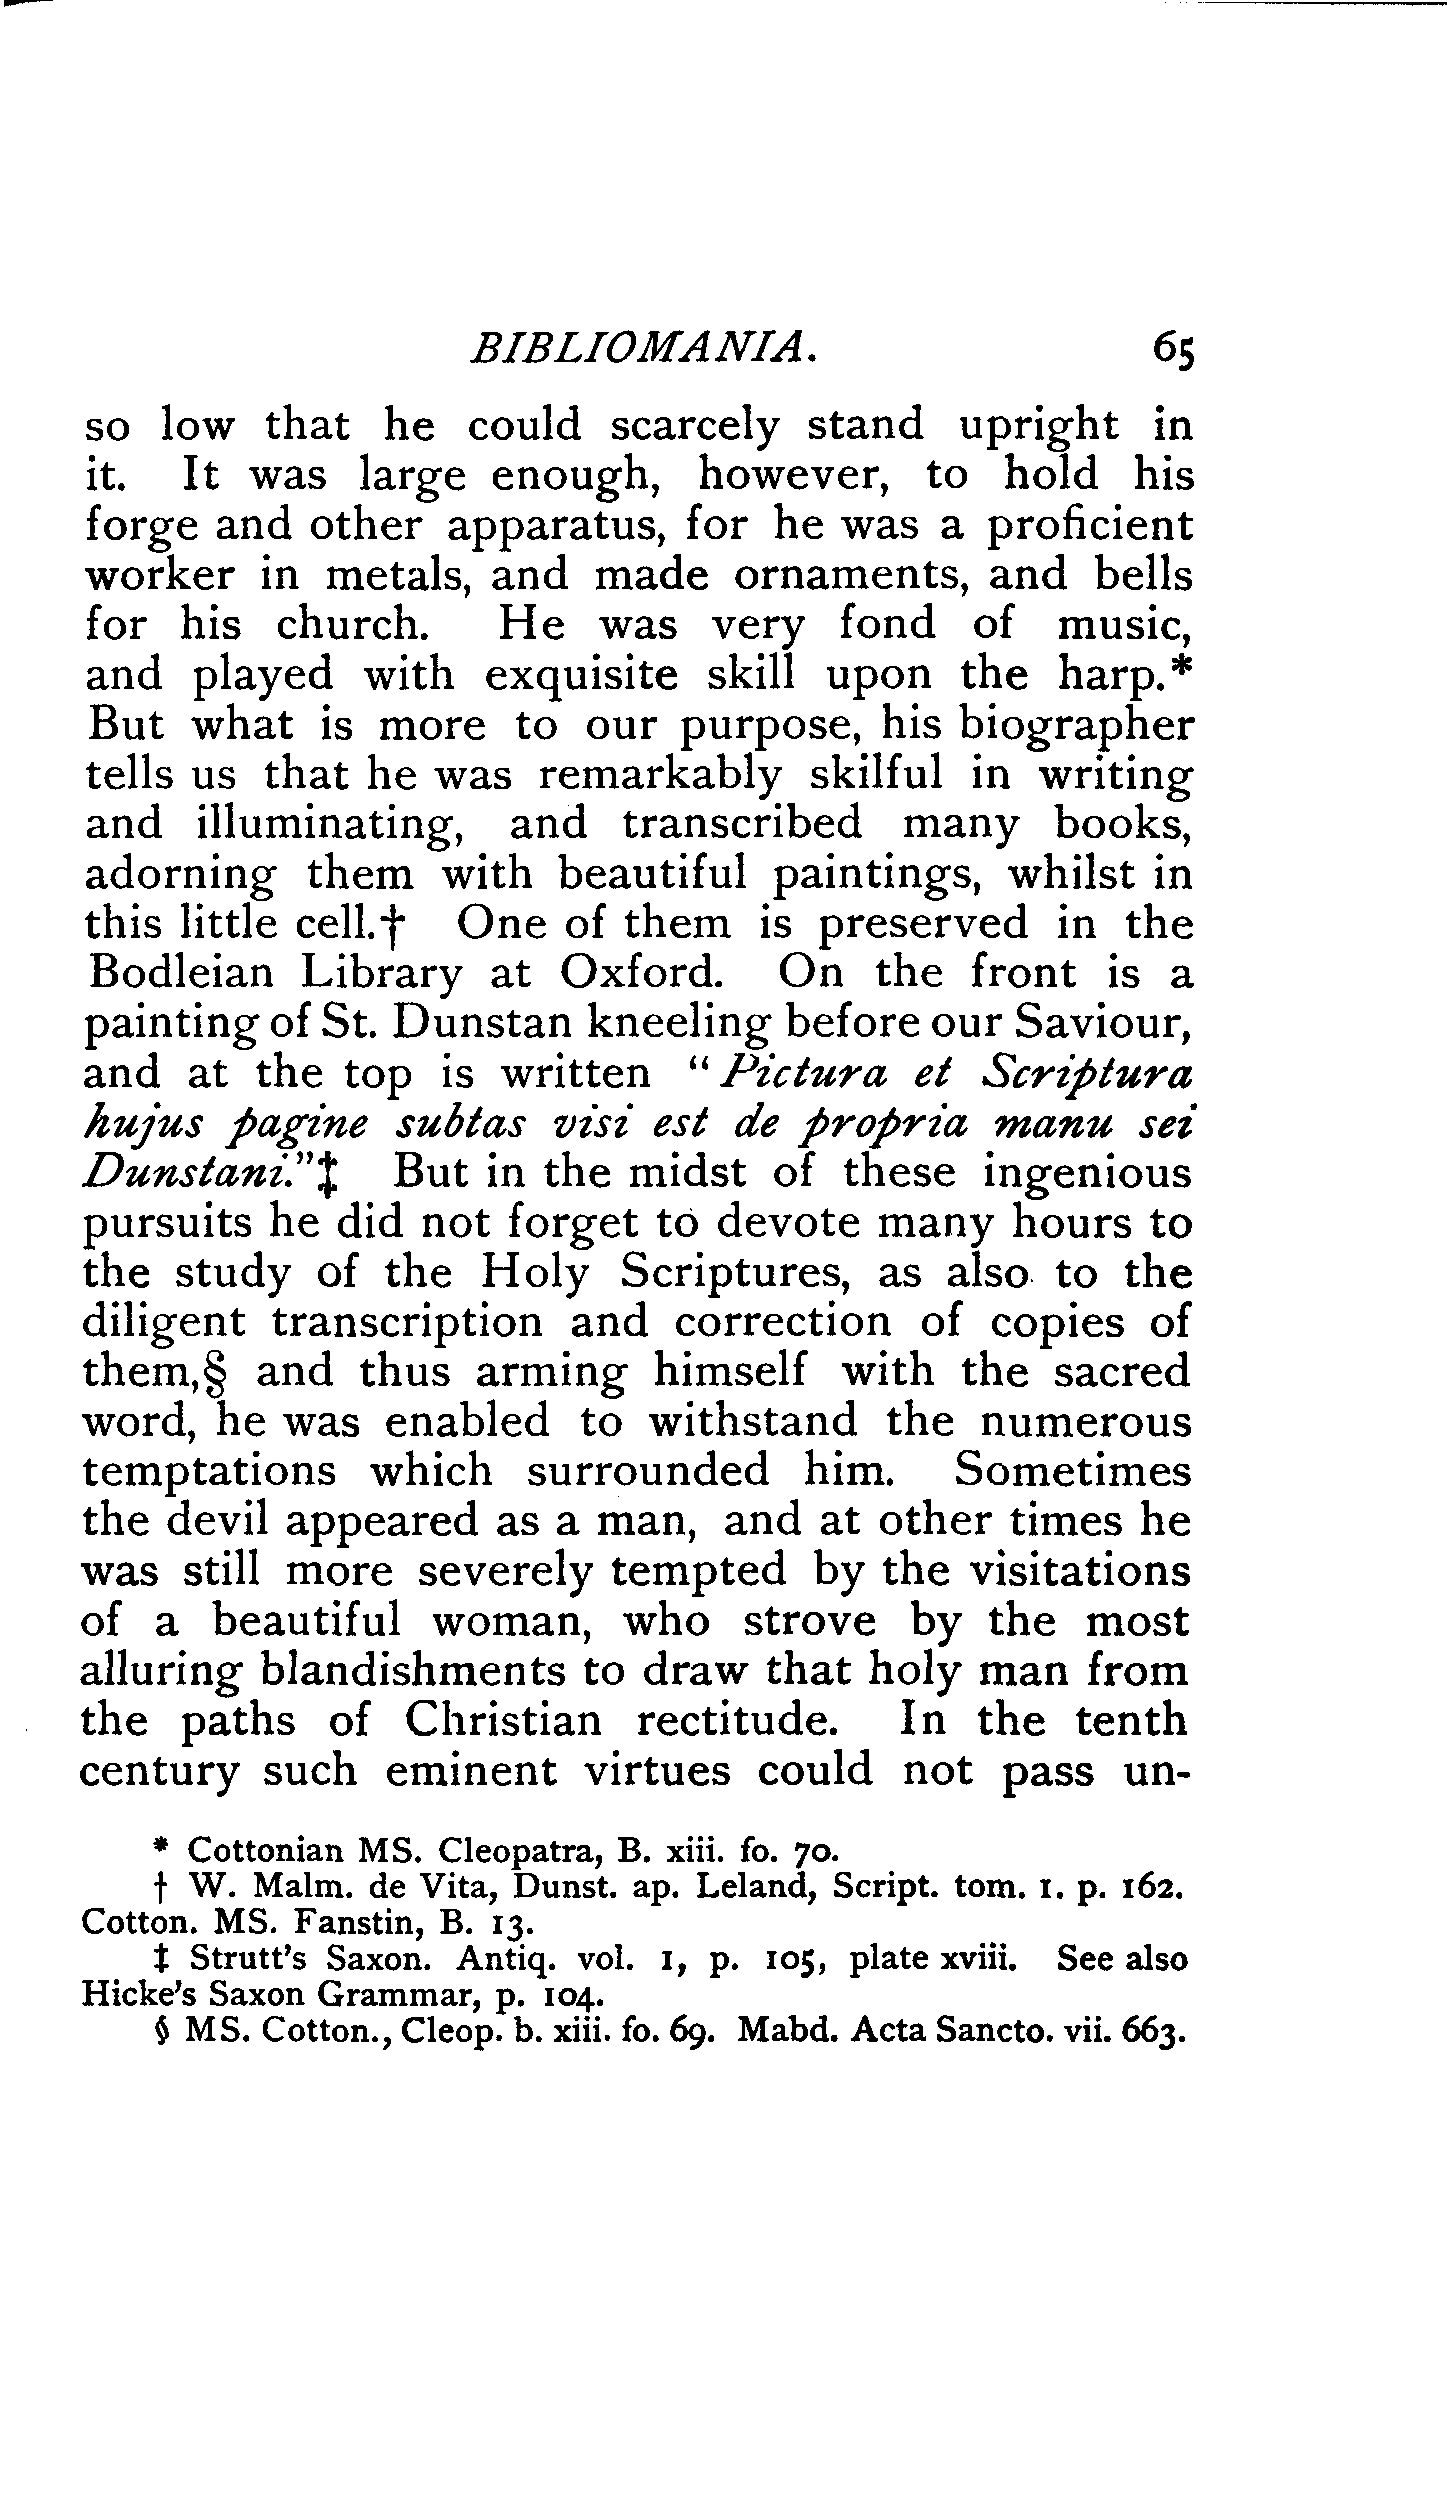 BIBLIOMANIA. 65
so low that he could scarcely stand upright in
it. It was large enough, however, to hold his
forge and other apparatus, for he was a proficient
worker in metals, and made ornaments, and bells
for his church. He was very fond of music,
and played with exquisite skill upon the harp.*
But what is more to our purpose, his biographer
tells us that he was remarkably skilful in writing
and illuminating, and transcribed many books,
adorning them with beautiful paintings, whilst in
this little cell.† One of them is preserved in the
Bodleian Library at Oxford. On the front is a
painting of St. Dunstan kneeling before our Saviour,
and at the top is written "Pictura et Scriptura
hujus pagine subtas visi est de propria manu sei
Dunstani."‡ But in the midst of these ingenious
pursuits he did not forget to devote many hours to
the study of the Holy Scriptures, as also to the
diligent transcription and correction of copies of
them,§ and thus arming himself with the sacred
word, he was enabled to withstand the numerous
temptations which surrounded him. Sometimes
the devil appeared as a man, and at other times he
was still more severely tempted by the visitations
of a beautiful woman, who strove by the most
alluring blandishments to draw that holy man from
the paths of Christian rectitude. In the tenth
century such eminent virtues could not pass un-
* Cottonian MS. Cleopatra, B. xiii. fo. 70.
† W. Malm. de Vita, Dunst. ap. Leland, Script. tom. 1. p. 162.
Cotton. MS. Fanstin, B. 13.
‡ Strutt's Saxon. Antiq. vol. 1, p. 105, plate xviii. See also
Hicke's Saxon Grammar, p. 104.
§ MS. Cotton., Cleop. b. xiii. fo. 69. Mabd. Acta Sancto. vii. 663.